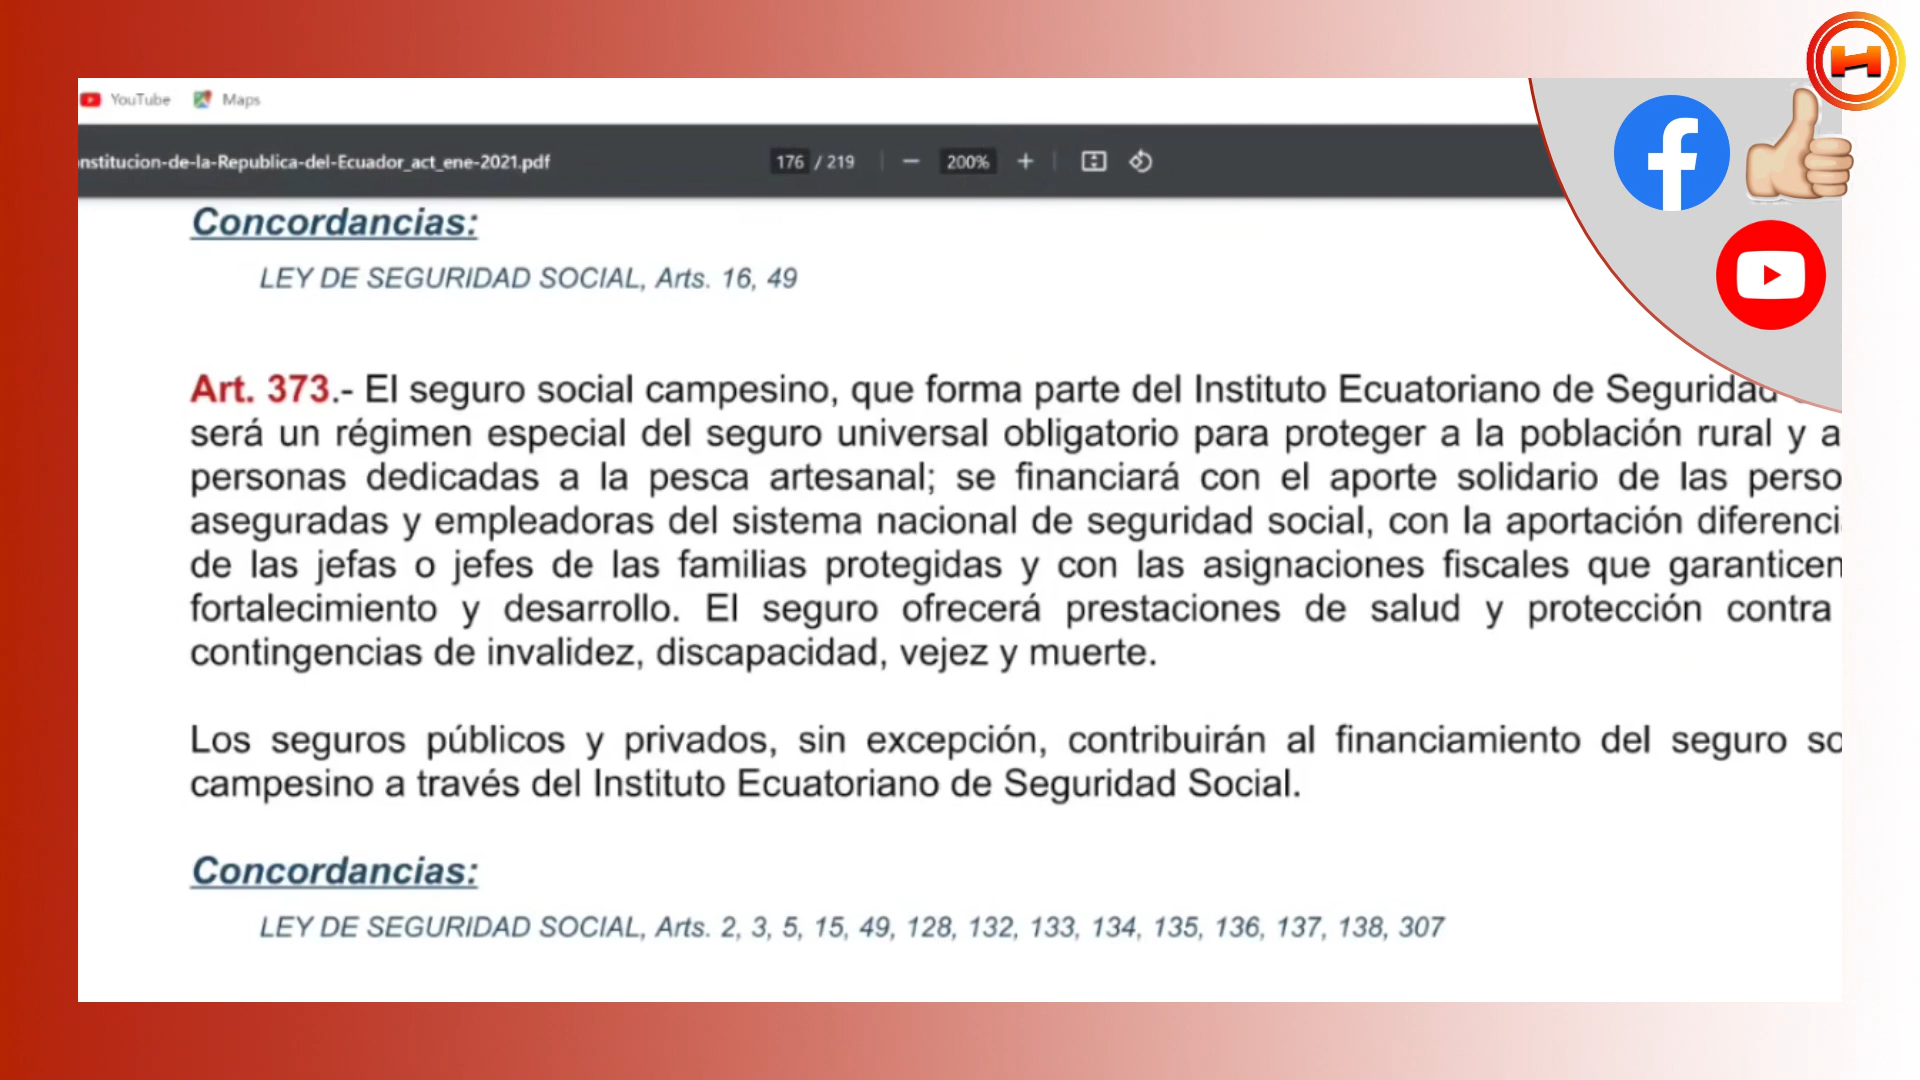 YouTube Maps
nstitucion-de-la-Republica-del-Ecuador_act_ene-2021.pdf 176 / 219 200%
Concordancias:
LEY DE SEGURIDAD SOCIAL, Arts. 16, 49
Art. 373.- El seguro social campesino, que forma parte del Instituto Ecuatoriano de Seguridad
será un régimen especial del seguro universal obligatorio para proteger a la población rural y a
personas dedicadas a la pesca artesanal; se financiará con el aporte solidario de las perso
aseguradas y empleadoras del sistema nacional de seguridad social, con la aportación diferenci
de las jefas o jefes de las familias protegidas y con las asignaciones fiscales que garanticen
fortalecimiento y desarrollo. El seguro ofrecerá prestaciones de salud y protección contra
contingencias de invalidez, discapacidad, vejez y muerte.
Los seguros públicos y privados, sin excepción, contribuirán al financiamiento del seguro so
campesino a través del Instituto Ecuatoriano de Seguridad Social.
Concordancias:
LEY DE SEGURIDAD SOCIAL, Arts. 2, 3, 5, 15, 49, 128, 132, 133, 134, 135, 136, 137, 138, 307